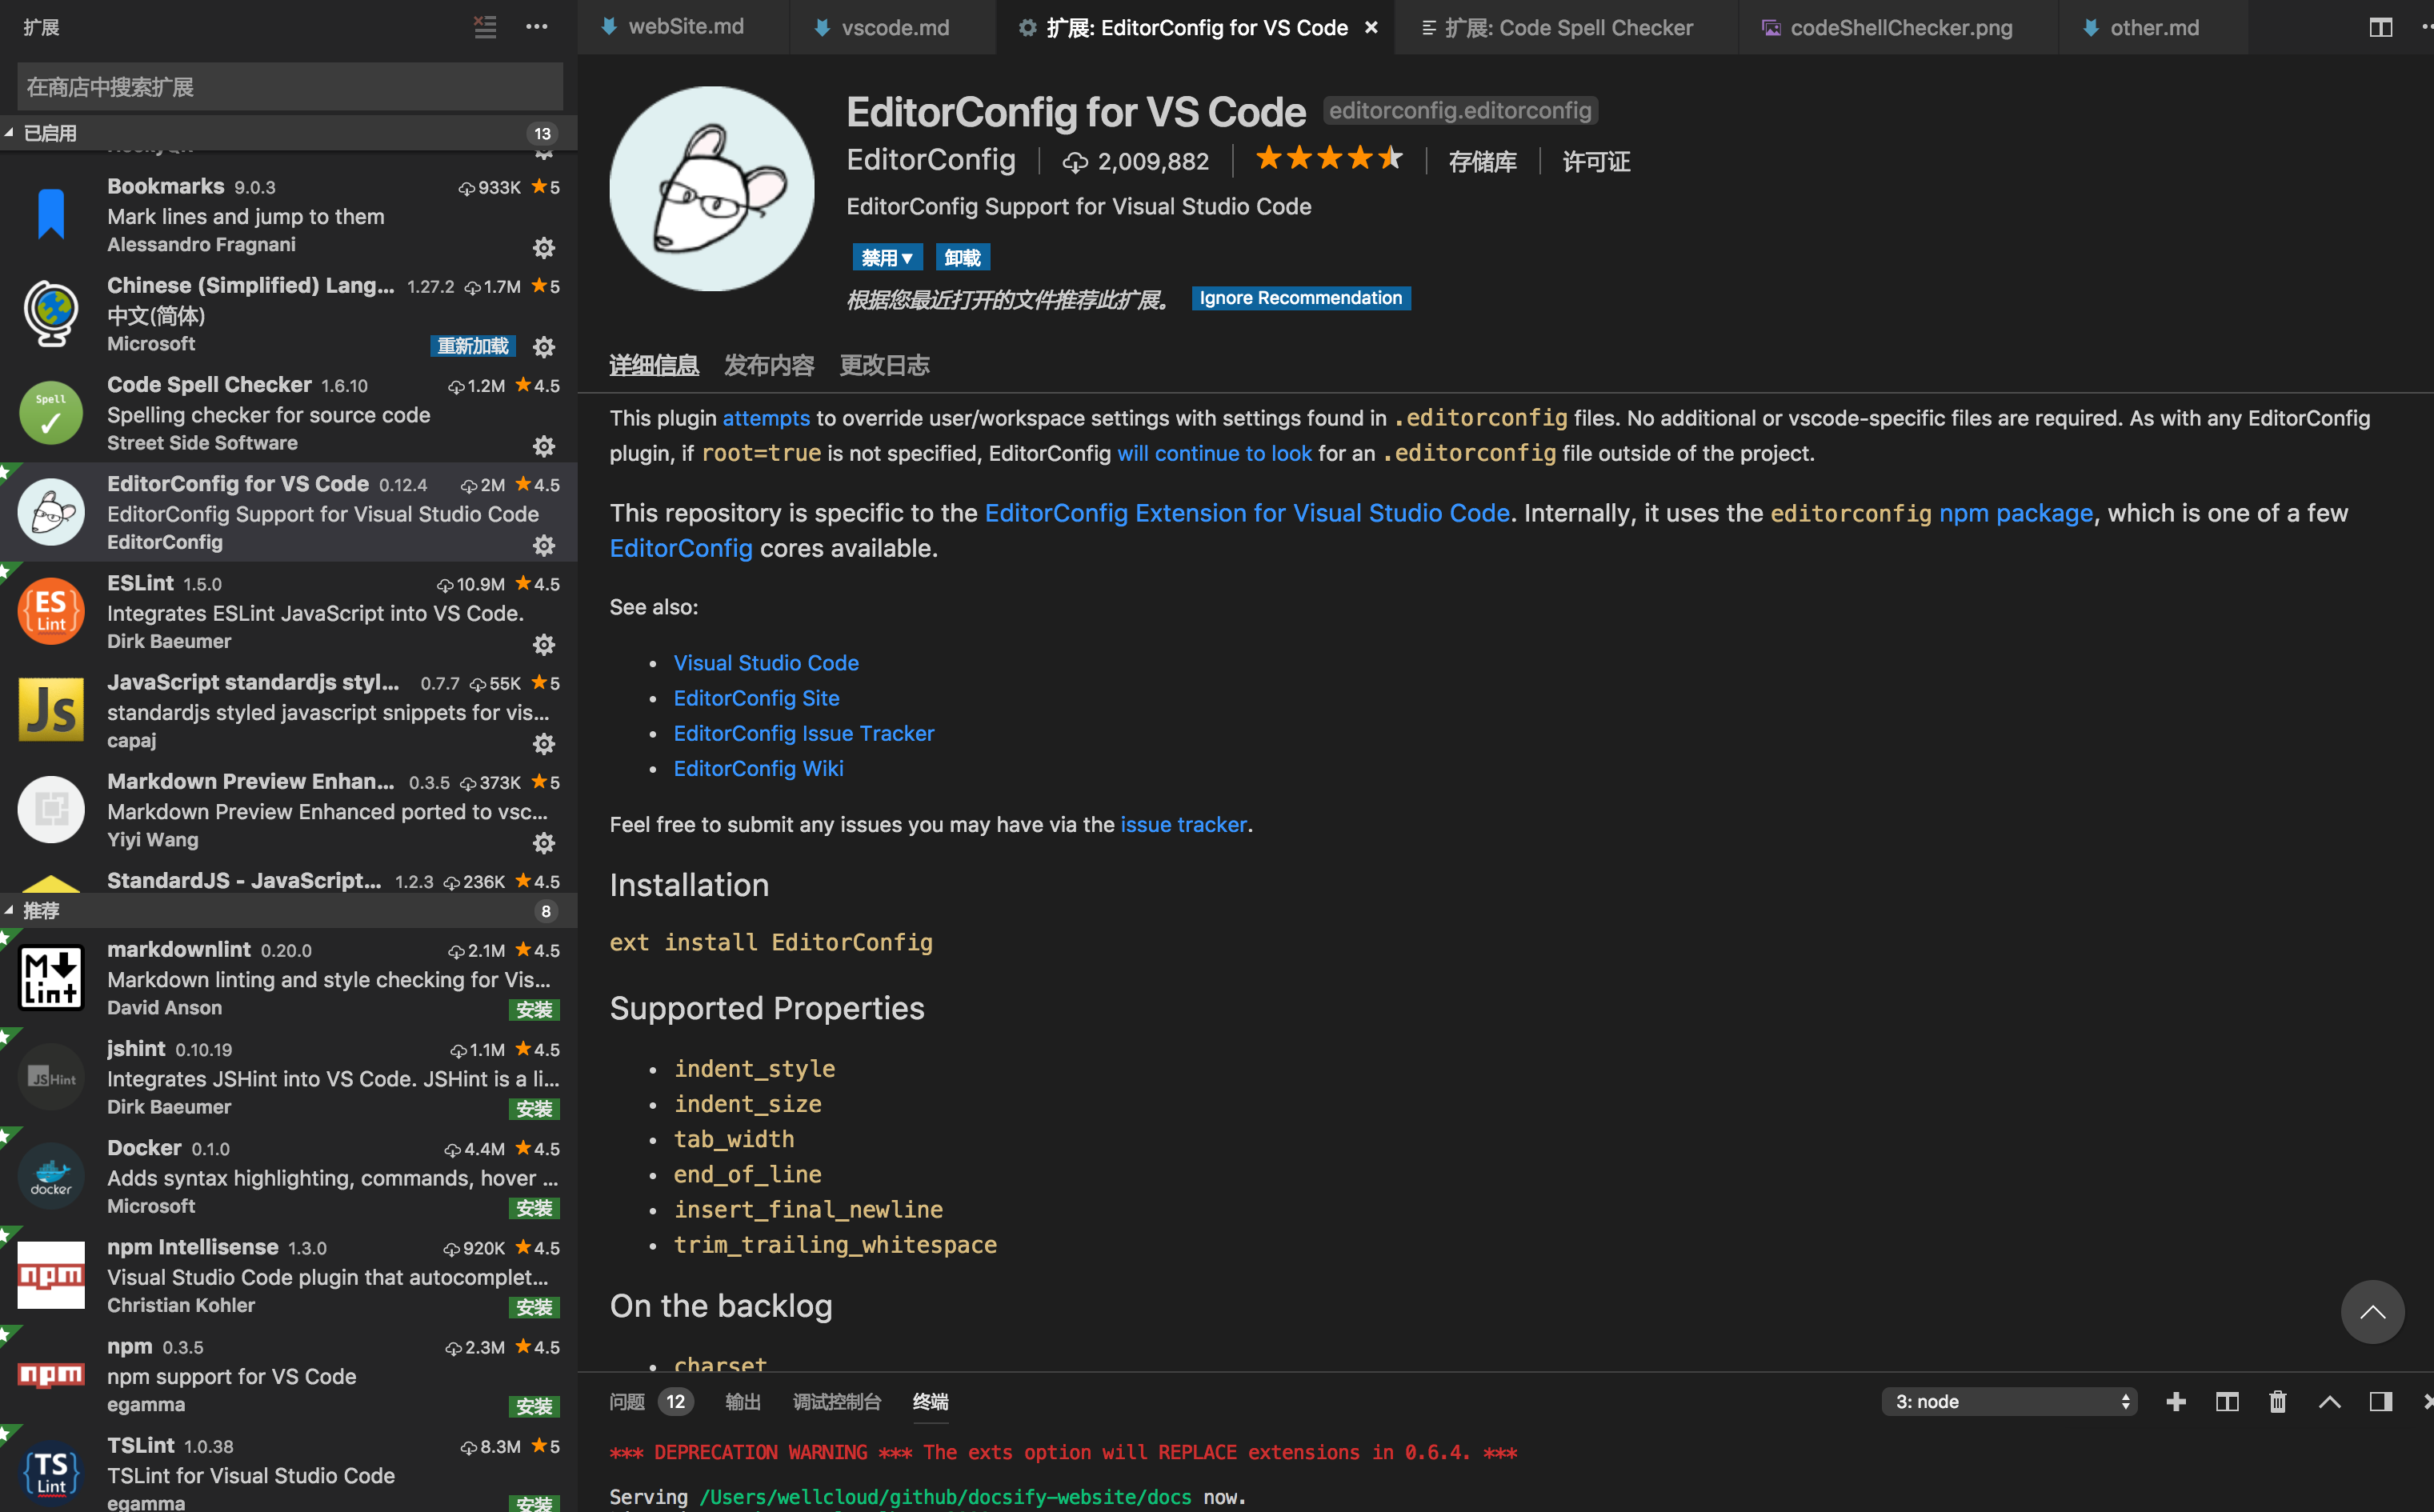 扩展
在商店中搜索扩展
已启用 13
Bookmarks 9.0.3 933K 5
Mark lines and jump to them
Alessandro Fragnani
Chinese (Simplified) Lang... 1.27.2 1.7M 5
中文(简体)
Microsoft 重新加载
Spell
Code Spell Checker 1.6.10 1.2M 4.5
Spelling checker for source code
Street Side Software
EditorConfig for VS Code 0.12.4 2M 4.5
EditorConfig Support for Visual Studio Code
EditorConfig
ES Lint
ESLint 1.5.0 10.9M 4.5
Integrates ESLint JavaScript into VS Code.
Dirk Baeumer
Js
JavaScript standardjs styl... 0.7.7 55K 5
standardjs styled javascript snippets for vis...
capaj
Markdown Preview Enhan... 0.3.5 373K 5
Markdown Preview Enhanced ported to vsc...
Yiyi Wang
StandardJS - JavaScript... 1.2.3 236K 4.5
推荐 8
M Lint
markdownlint 0.20.0 2.1M 4.5
Markdown linting and style checking for Vis...
David Anson 安装
JSHint
jshint 0.10.19 1.1M 4.5
Integrates JSHint into VS Code. JSHint is a li...
Dirk Baeumer 安装
docker
Docker 0.1.0 4.4M 4.5
Adds syntax highlighting, commands, hover ...
Microsoft 安装
npm
npm Intellisense 1.3.0 920K 4.5
Visual Studio Code plugin that autocomplet...
Christian Kohler 安装
npm
npm 0.3.5 2.3M 4.5
npm support for VS Code
egamma 安装
TS Lint
TSLint 1.0.38 8.3M 5
TSLint for Visual Studio Code
egamma 安装
webSite.md vscode.md 扩展: EditorConfig for VS Code 扩展: Code Spell Checker codeShellChecker.png other.md
EditorConfig for VS Code editorconfig.editorconfig
EditorConfig 2,009,882 存储库 许可证
EditorConfig Support for Visual Studio Code
禁用▼ 卸载
根据您最近打开的文件推荐此扩展。 Ignore Recommendation
详细信息 发布内容 更改日志
This plugin attempts to override user/workspace settings with settings found in .editorconfig files. No additional or vscode-specific files are required. As with any EditorConfig
plugin, if root=true is not specified, EditorConfig will continue to look for an .editorconfig file outside of the project.
This repository is specific to the EditorConfig Extension for Visual Studio Code. Internally, it uses the editorconfig npm package, which is one of a few
EditorConfig cores available.
See also:
• Visual Studio Code
• EditorConfig Site
• EditorConfig Issue Tracker
• EditorConfig Wiki
Feel free to submit any issues you may have via the issue tracker.
Installation
ext install EditorConfig
Supported Properties
• indent_style
• indent_size
• tab_width
• end_of_line
• insert_final_newline
• trim_trailing_whitespace
On the backlog
• charset
问题 12 输出 调试控制台 终端 3: node
*** DEPRECATION WARNING *** The exts option will REPLACE extensions in 0.6.4. ***
Serving /Users/wellcloud/github/docsify-website/docs now.